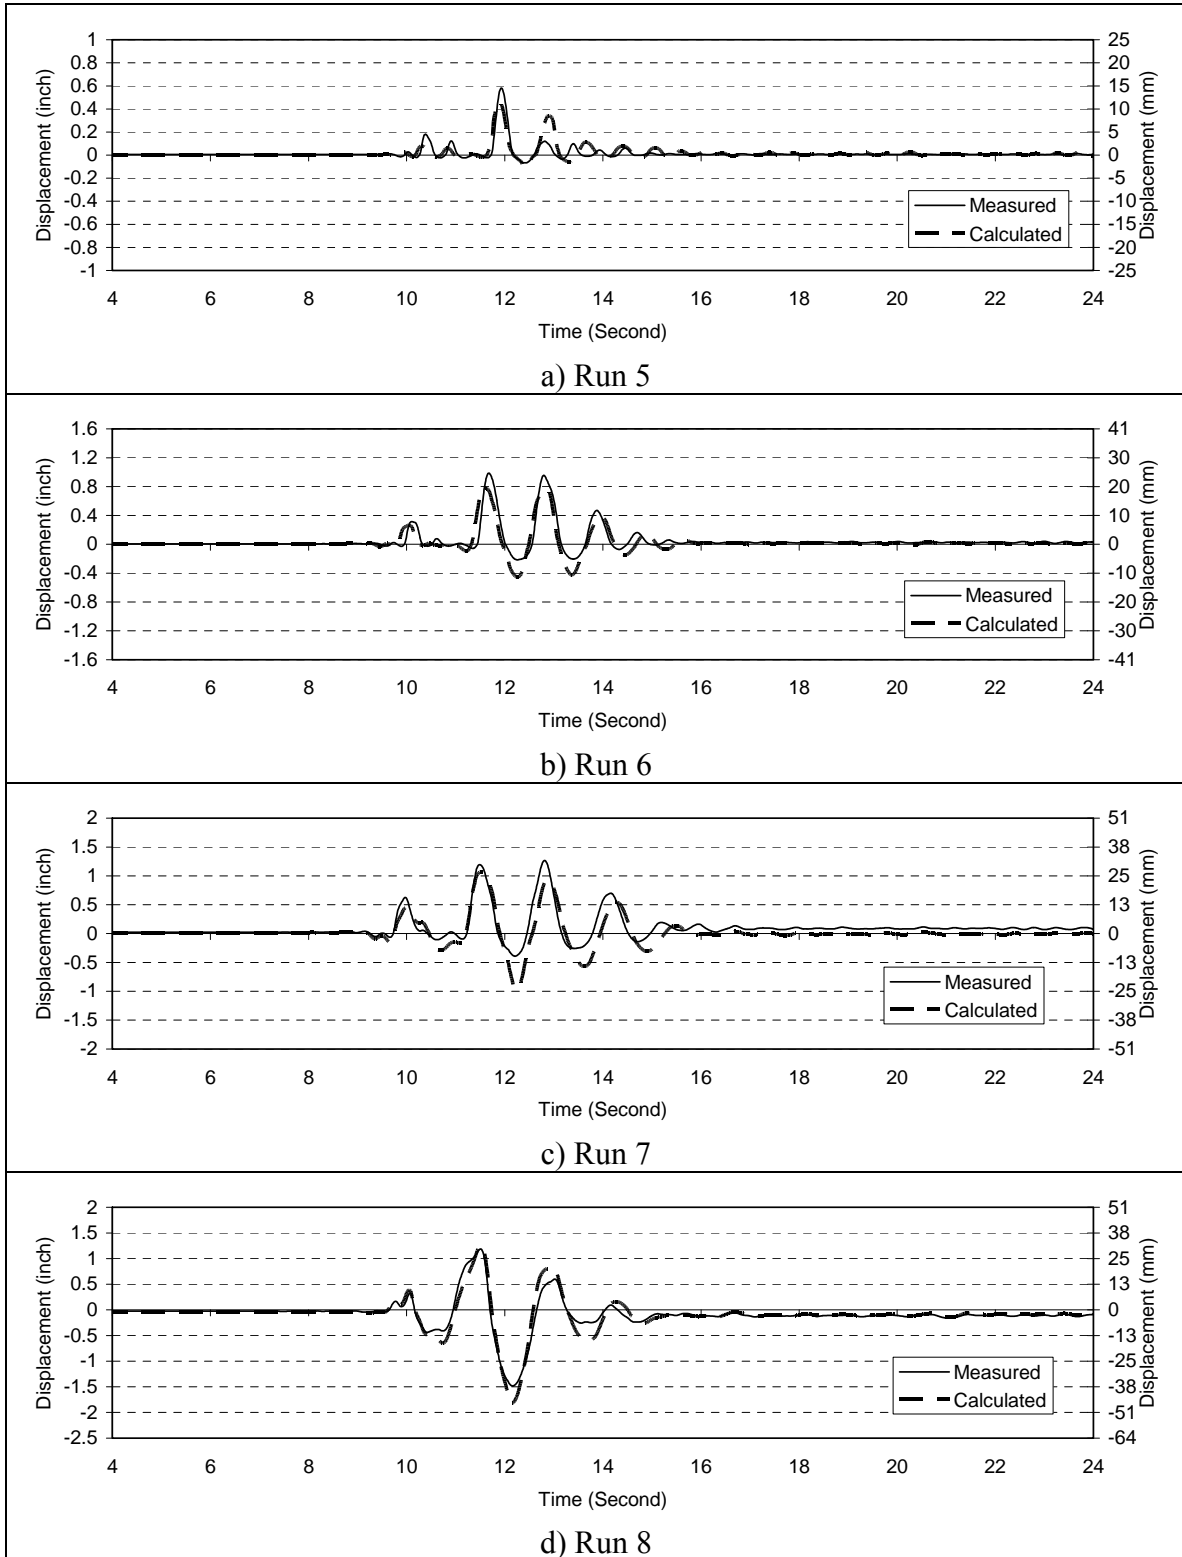 Displacement (inch)
1
0.8
0.6
0.4
0.2
0
-0.2
-0.4
-0.6
-0.8
-1
25
20
15
10
5
0
-5
-10
-15
-20
-25
Displacement (mm)
Measured
Calculated
4 6 8 10 12 14 16 18 20 22 24
Time (Second)
a) Run 5
Displacement (inch)
1.6
1.2
0.8
0.4
0
-0.4
-0.8
-1.2
-1.6
41
30
20
10
0
-10
-20
-30
-41
Displacement (mm)
Measured
Calculated
4 6 8 10 12 14 16 18 20 22 24
Time (Second)
b) Run 6
Displacement (inch)
2
1.5
1
0.5
0
-0.5
-1
-1.5
-2
51
38
25
13
0
-13
-25
-38
-51
Displacement (mm)
Measured
Calculated
4 6 8 10 12 14 16 18 20 22 24
Time (Second)
c) Run 7
Displacement (inch)
2
1.5
1
0.5
0
-0.5
-1
-1.5
-2
-2.5
51
38
25
13
0
-13
-25
-38
-51
-64
Displacement (mm)
Measured
Calculated
4 6 8 10 12 14 16 18 20 22 24
Time (Second)
d) Run 8